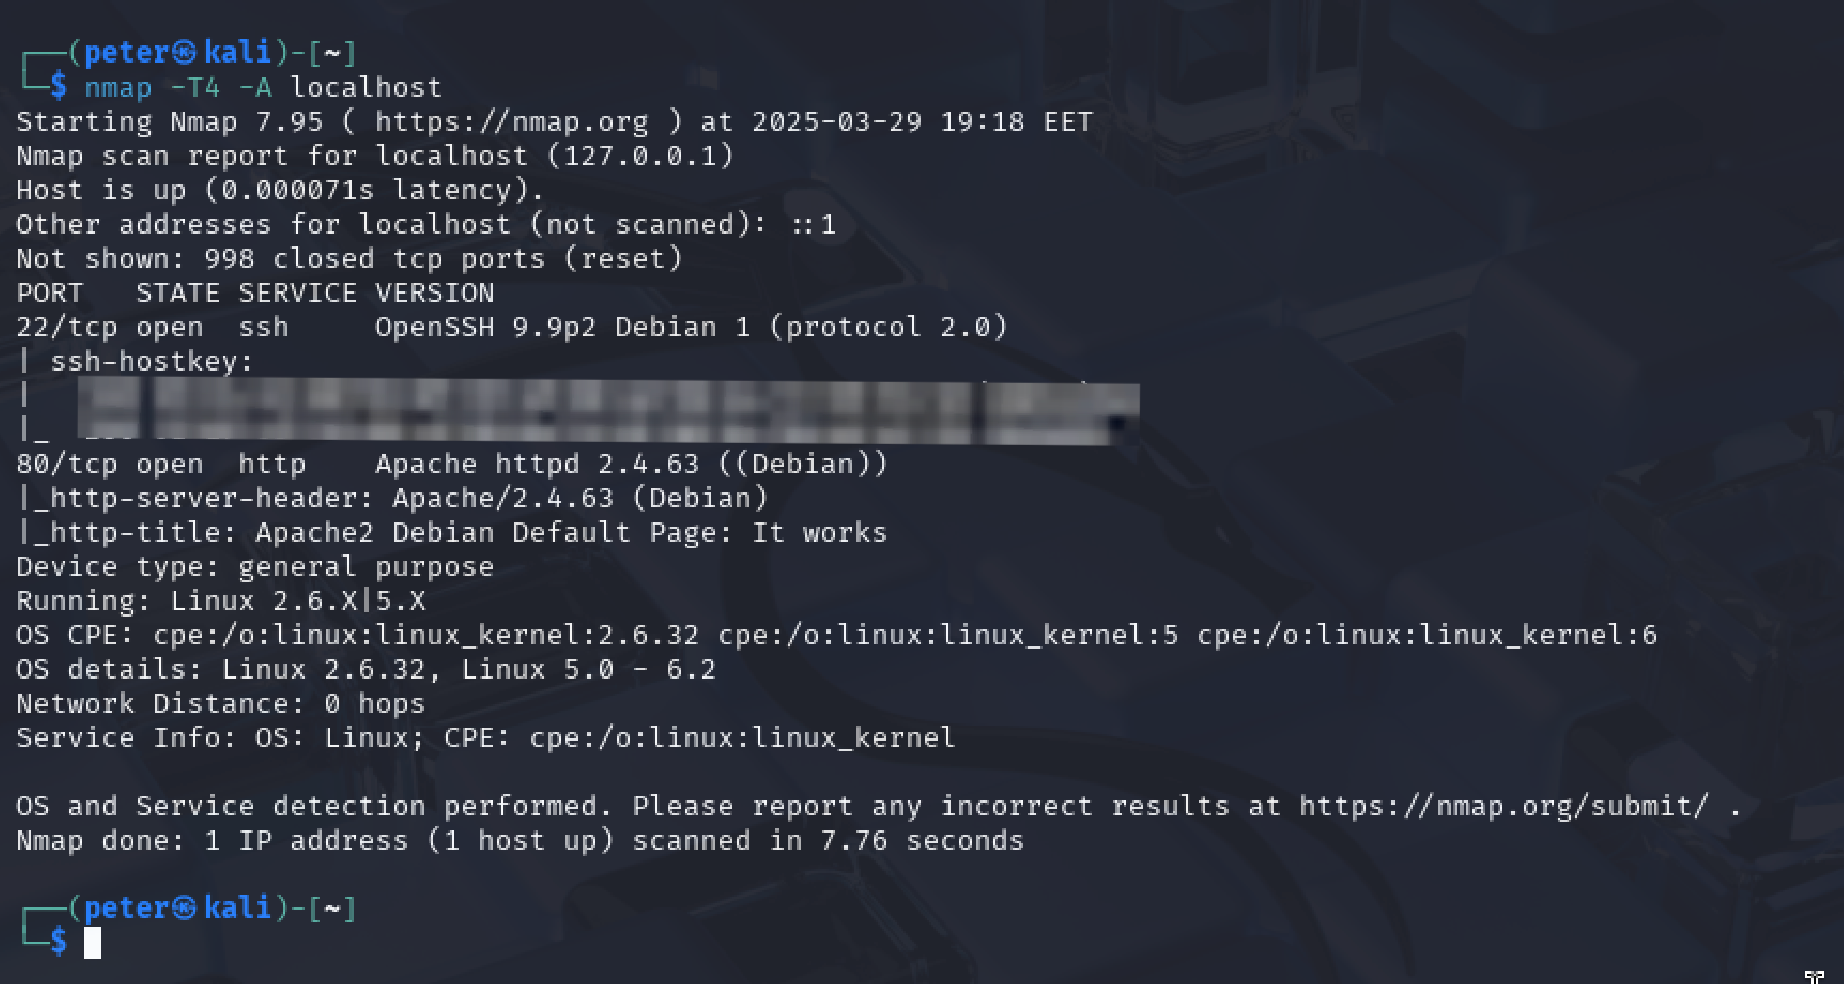 ┌──(peter㉿kali)-[~]
└─$ nmap -T4 -A localhost
Starting Nmap 7.95 ( https://nmap.org ) at 2025-03-29 19:18 EET
Nmap scan report for localhost (127.0.0.1)
Host is up (0.000071s latency).
Other addresses for localhost (not scanned): ::1
Not shown: 998 closed tcp ports (reset)
PORT   STATE SERVICE VERSION
22/tcp open  ssh     OpenSSH 9.9p2 Debian 1 (protocol 2.0)
| ssh-hostkey:
|
|_
80/tcp open  http    Apache httpd 2.4.63 ((Debian))
|_http-server-header: Apache/2.4.63 (Debian)
|_http-title: Apache2 Debian Default Page: It works
Device type: general purpose
Running: Linux 2.6.X|5.X
OS CPE: cpe:/o:linux:linux_kernel:2.6.32 cpe:/o:linux:linux_kernel:5 cpe:/o:linux:linux_kernel:6
OS details: Linux 2.6.32, Linux 5.0 - 6.2
Network Distance: 0 hops
Service Info: OS: Linux; CPE: cpe:/o:linux:linux_kernel
OS and Service detection performed. Please report any incorrect results at https://nmap.org/submit/ .
Nmap done: 1 IP address (1 host up) scanned in 7.76 seconds
┌──(peter㉿kali)-[~]
└─$